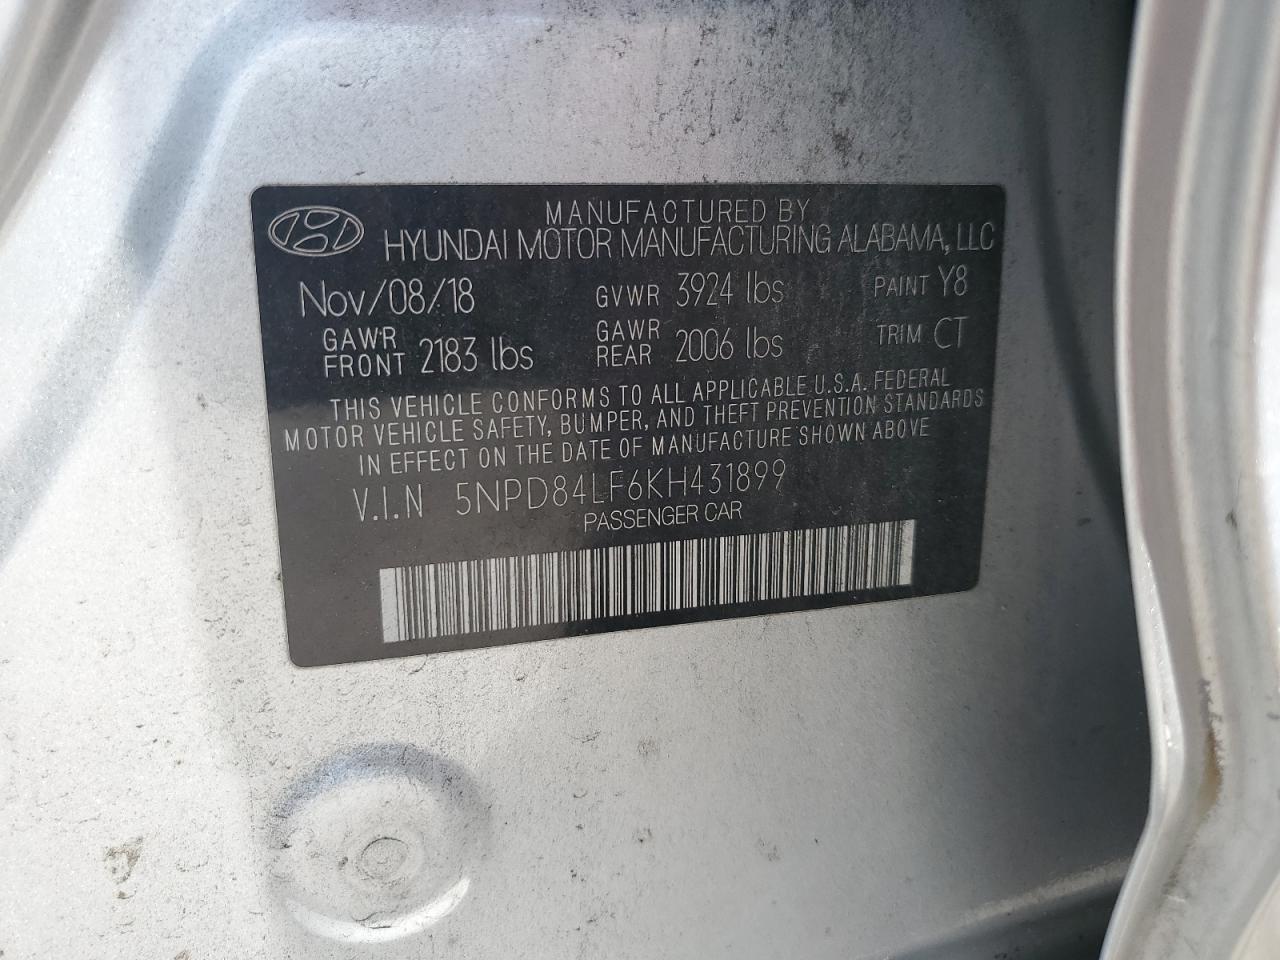 MANUFACTURED BY
HYUNDAI MOTOR MANUFACTURING ALABAMA, LLC
Nov/08/18 GVWR 3924 lbs PAINT Y8
GAWR FRONT 2183 lbs GAWR REAR 2006 lbs TRIM CT
THIS VEHICLE CONFORMS TO ALL APPLICABLE U.S.A. FEDERAL
MOTOR VEHICLE SAFETY, BUMPER, AND THEFT PREVENTION STANDARDS
IN EFFECT ON THE DATE OF MANUFACTURE SHOWN ABOVE
V.I.N 5NPD84LF6KH431899
PASSENGER CAR